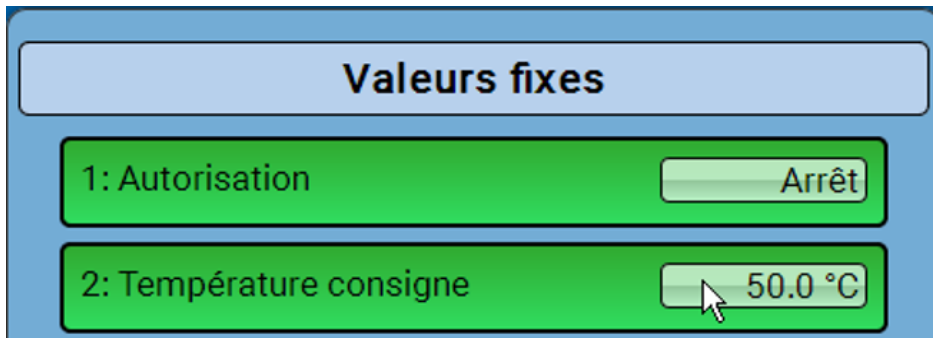 Valeurs fixes
1: Autorisation Arrêt
2: Température consigne 50.0 °C